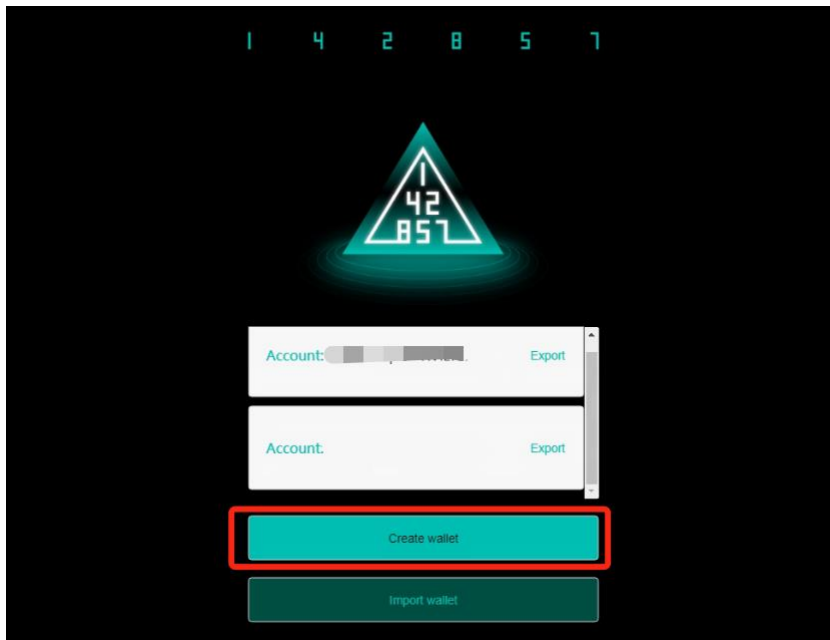 1 4 2 8 5 7
1
42
857
Account: Export
Account. Export
Create wallet
Import wallet